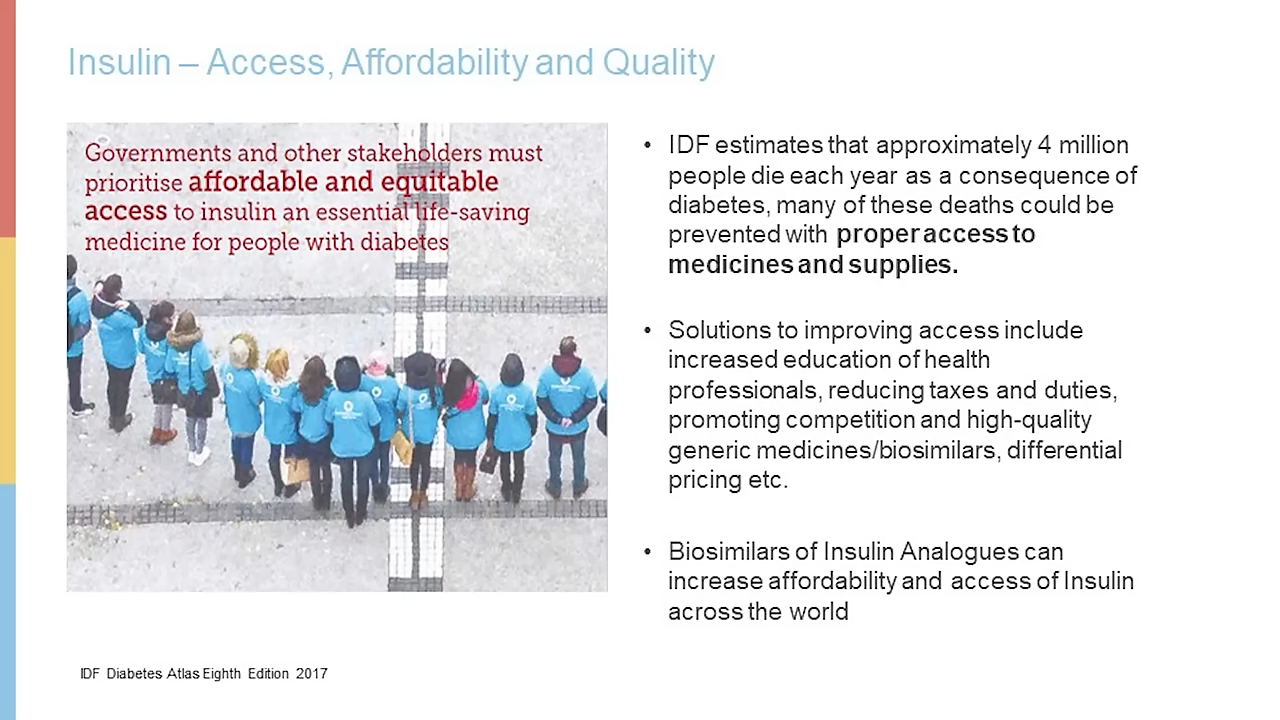 Insulin – Access, Affordability and Quality
Governments and other stakeholders must
prioritise affordable and equitable
access to insulin an essential life-saving
medicine for people with diabetes
• IDF estimates that approximately 4 million
people die each year as a consequence of
diabetes, many of these deaths could be
prevented with proper access to
medicines and supplies.
• Solutions to improving access include
increased education of health
professionals, reducing taxes and duties,
promoting competition and high-quality
generic medicines/biosimilars, differential
pricing etc.
• Biosimilars of Insulin Analogues can
increase affordability and access of Insulin
across the world
IDF Diabetes Atlas Eighth Edition 2017